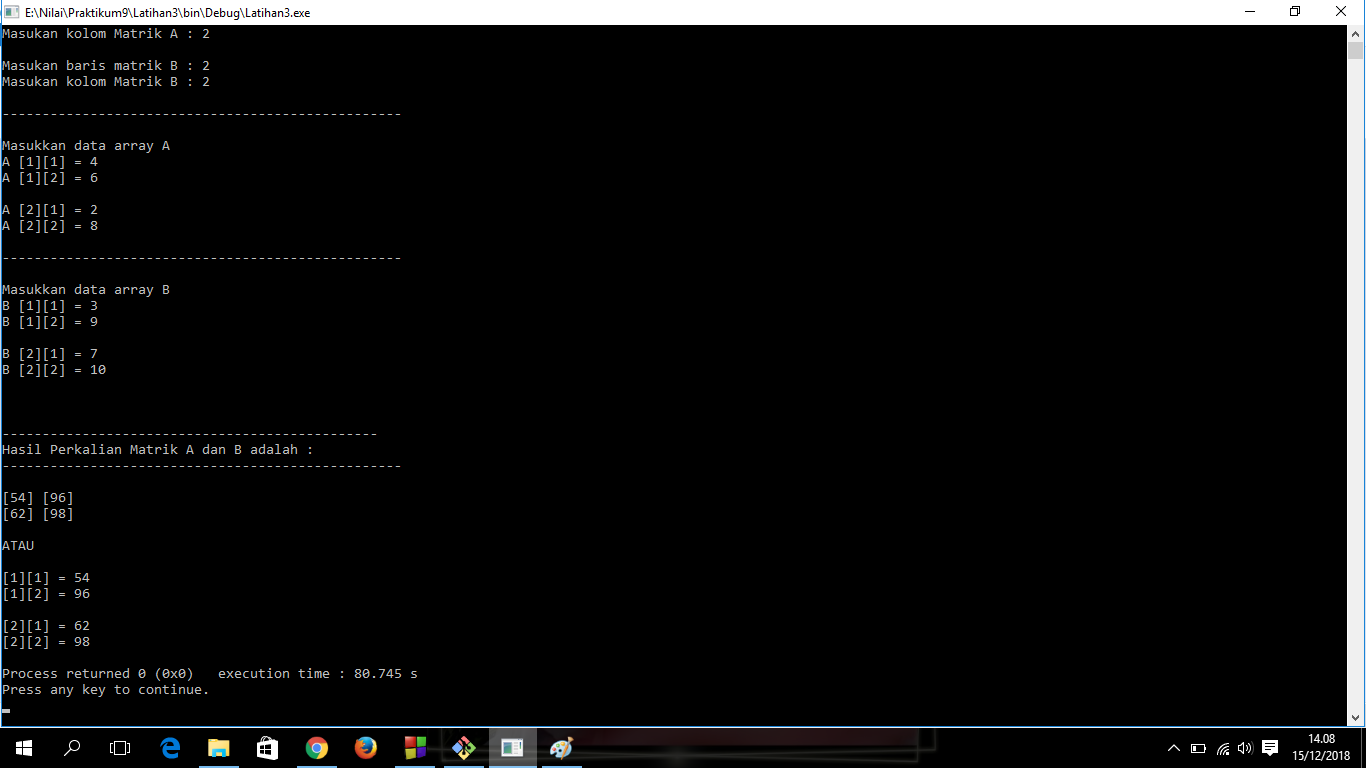 E:\Nilai\Praktikum9\Latihan3\bin\Debug\Latihan3.exe
Masukan kolom Matrik A : 2
Masukan baris matrik B : 2
Masukan kolom Matrik B : 2
--------------------------------------------------
Masukkan data array A
A [1][1] = 4
A [1][2] = 6
A [2][1] = 2
A [2][2] = 8
--------------------------------------------------
Masukkan data array B
B [1][1] = 3
B [1][2] = 9
B [2][1] = 7
B [2][2] = 10
-----------------------------------------------
Hasil Perkalian Matrik A dan B adalah :
--------------------------------------------------
[54] [96]
[62] [98]
ATAU
[1][1] = 54
[1][2] = 96
[2][1] = 62
[2][2] = 98
Process returned 0 (0x0)   execution time : 80.745 s
Press any key to continue.
14.08
15/12/2018